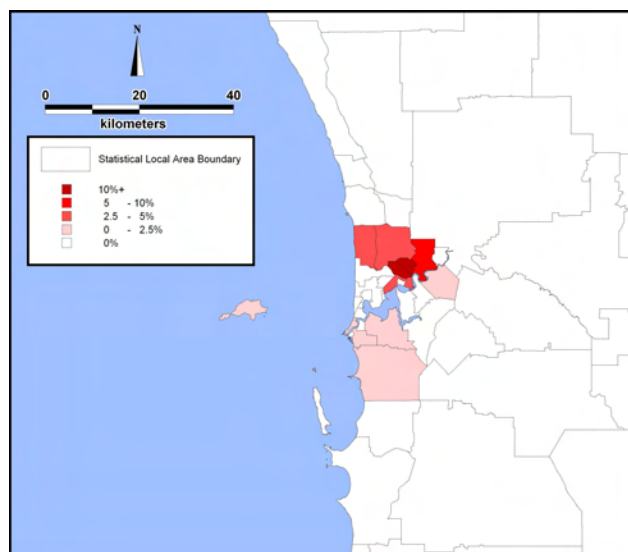 N
0 20 40
kilometers
Statistical Local Area Boundary
10%+
5 - 10%
2.5 - 5%
0 - 2.5%
0%